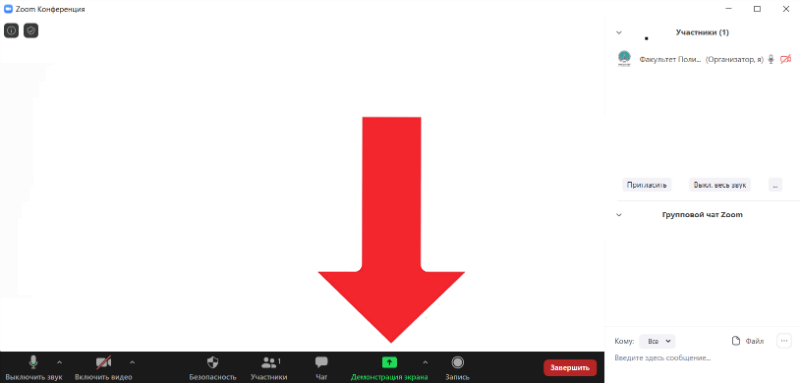 Zoom Конференция
Участники (1)
Факультет Поли... (Организатор, я)
Пригласить
Выкл. весь звук
...
Групповой чат Zoom
Кому: Все
Файл
Введите здесь сообщение...
Выключить звук
Включить видео
Безопасность
1
Участники
Чат
Демонстрация экрана
Запись
Завершить